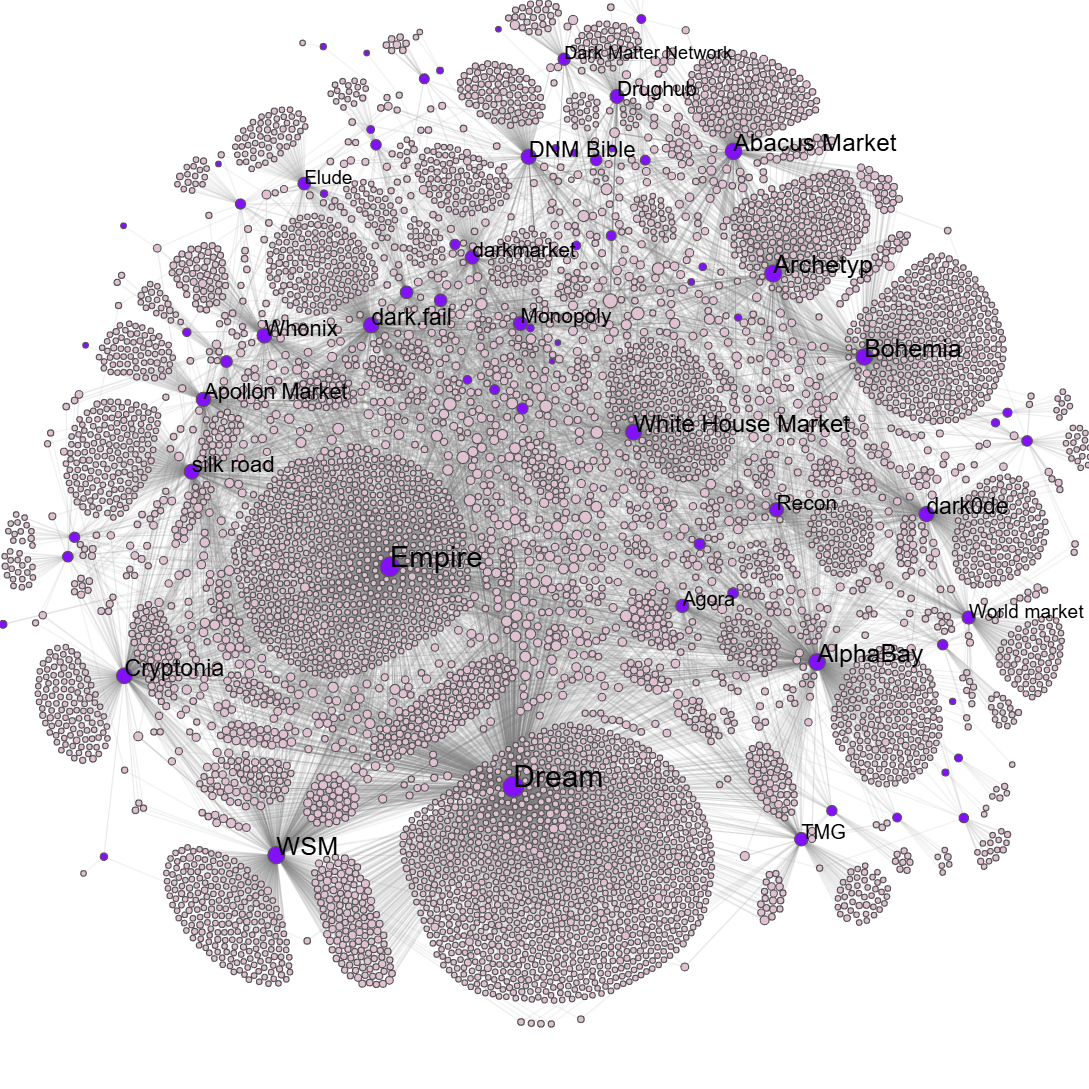 Dark Matter Network
Drughub
Abacus Market
DNM Bible
Elude
darkmarket
Archetyp
dark.fail
Monopoly
Whonix
Bohemia
Apollon Market
White House Market
silk road
Recon
dark0de
Empire
Agora
World market
AlphaBay
Cryptonia
Dream
TMG
WSM